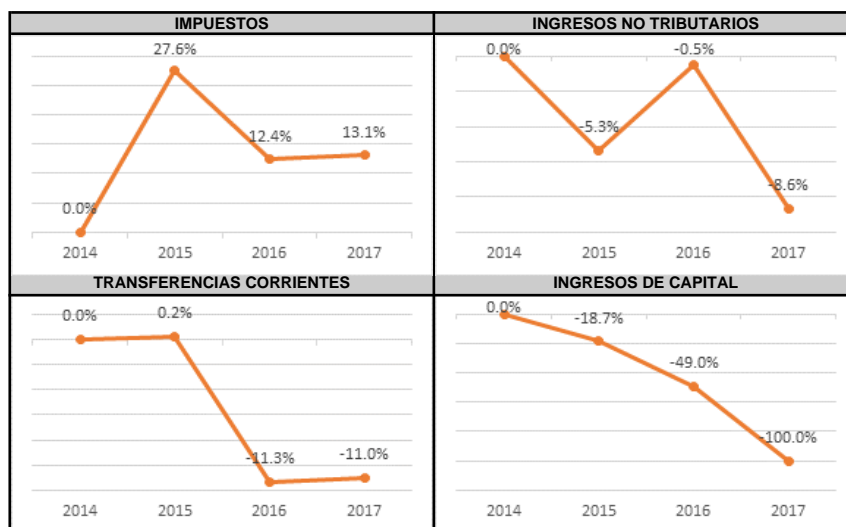 IMPUESTOS
27.6%
12.4%
13.1%
0.0%
2014 2015 2016 2017
INGRESOS NO TRIBUTARIOS
0.0%
-0.5%
-5.3%
-8.6%
2014 2015 2016 2017
TRANSFERENCIAS CORRIENTES
0.0%
0.2%
-11.3%
-11.0%
2014 2015 2016 2017
INGRESOS DE CAPITAL
0.0%
-18.7%
-49.0%
-100.0%
2014 2015 2016 2017